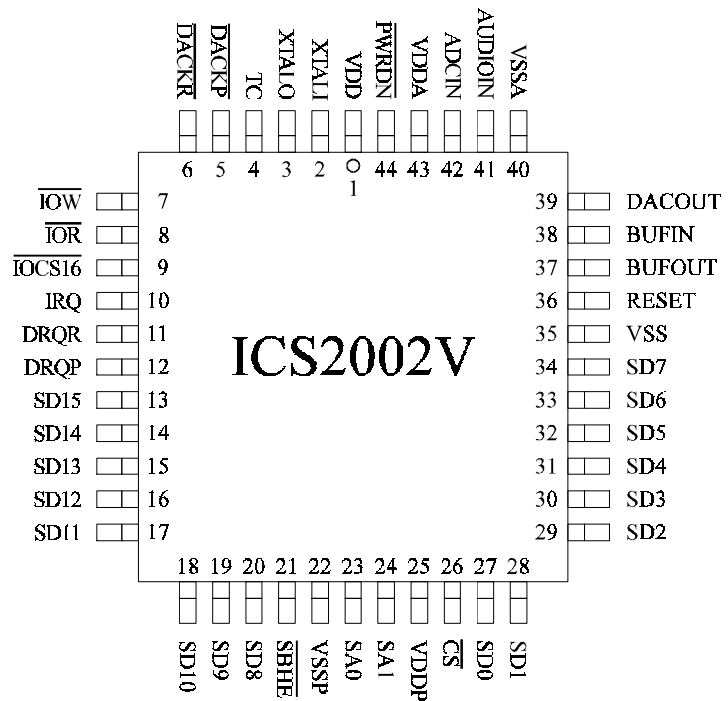 DACKR DACKP TC XTALO XTALI VDD PWRDN VDDA ADCIN AUDIOIN VSSA
6 5 4 3 2 1 44 43 42 41 40
IOW 7 39 DACOUT
IOR 8 38 BUFIN
IOCS16 9 37 BUFOUT
IRQ 10 36 RESET
DRQR 11 35 VSS
DRQP 12 34 SD7
ICS2002V
SD15 13 33 SD6
SD14 14 32 SD5
SD13 15 31 SD4
SD12 16 30 SD3
SD11 17 29 SD2
18 19 20 21 22 23 24 25 26 27 28
SD10 SD9 SD8 SBHE VSSP SA0 SA1 VDDP CS SD0 SD1